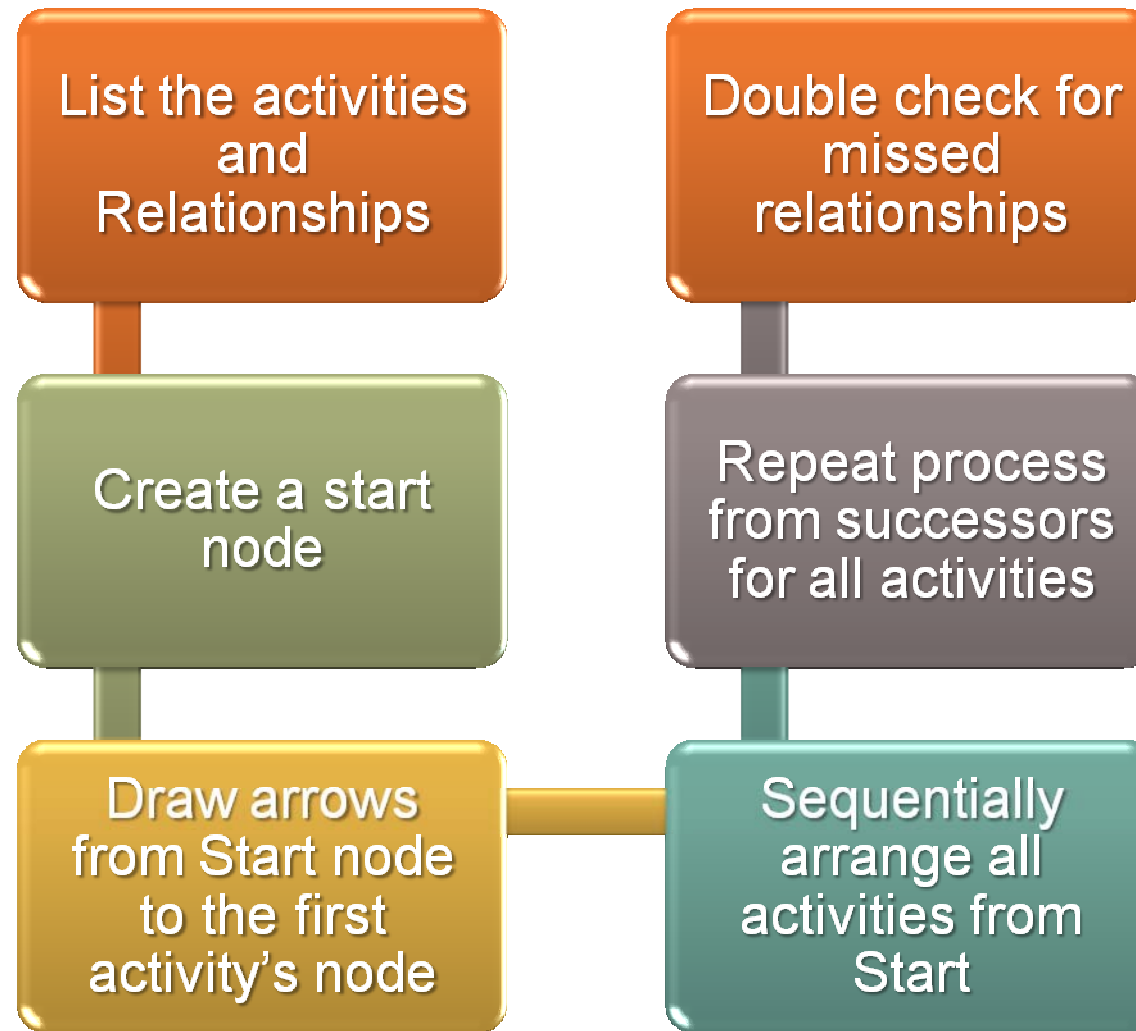 List the activities
and
Relationships
Create a start
node
Draw arrows
from Start node
to the first
activity’s node
Sequentially
arrange all
activities from
Start
Repeat process
from successors
for all activities
Double check for
missed
relationships